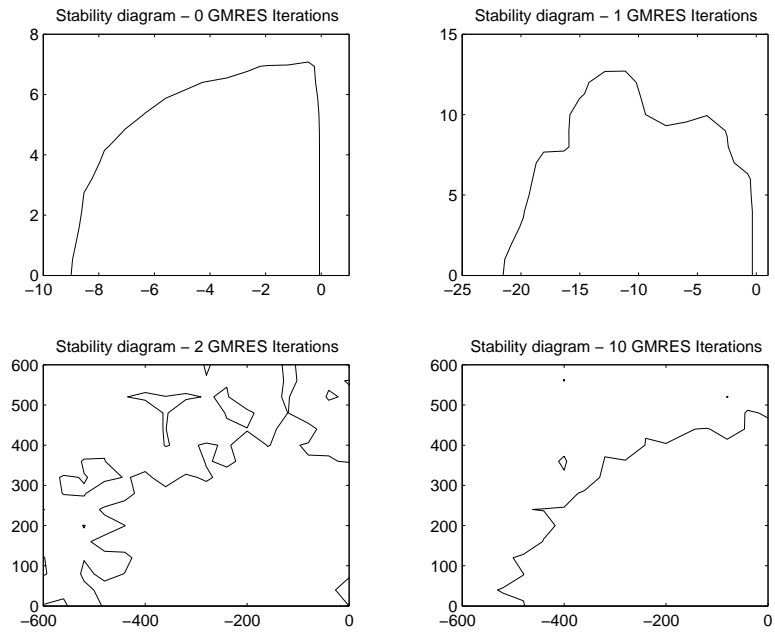 Stability diagram – 0 GMRES Iterations
8
6
4
2
0
−10 −8 −6 −4 −2 0
Stability diagram – 1 GMRES Iterations
15
10
5
0
−25 −20 −15 −10 −5 0
Stability diagram – 2 GMRES Iterations
600
500
400
300
200
100
0
−600 −400 −200 0
Stability diagram – 10 GMRES Iterations
600
500
400
300
200
100
0
−600 −400 −200 0